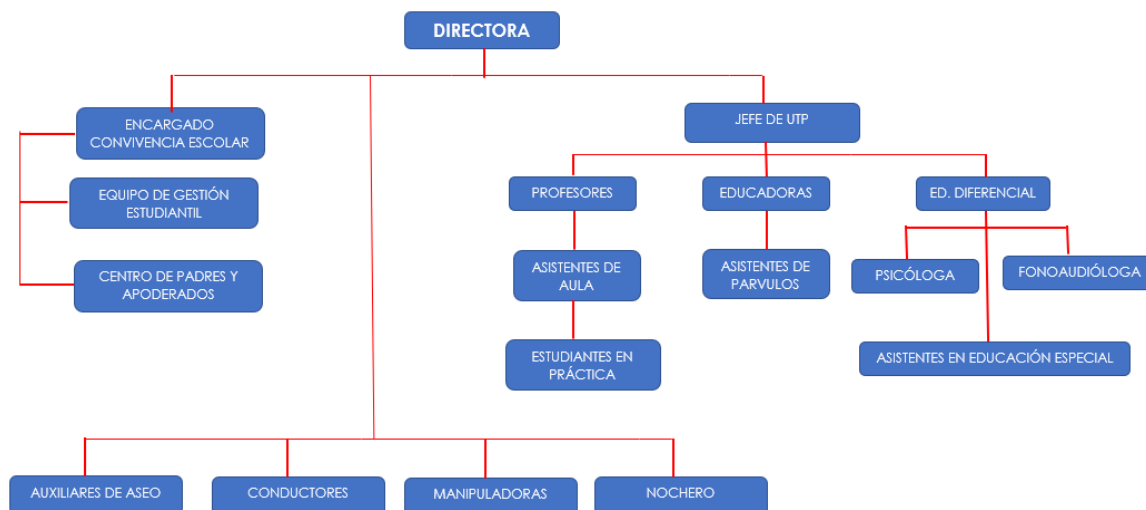 DIRECTORA
ENCARGADO
CONVIVENCIA ESCOLAR
JEFE DE UTP
EQUIPO DE GESTIÓN
ESTUDIANTIL
PROFESORES
EDUCADORAS
ED. DIFERENCIAL
CENTRO DE PADRES Y
APODERADOS
ASISTENTES DE
AULA
ASISTENTES DE
PARVULOS
PSICÓLOGA
FONOAUDIÓLOGA
ESTUDIANTES EN
PRÁCTICA
ASISTENTES EN EDUCACIÓN ESPECIAL
AUXILIARES DE ASEO
CONDUCTORES
MANIPULADORAS
NOCHERO